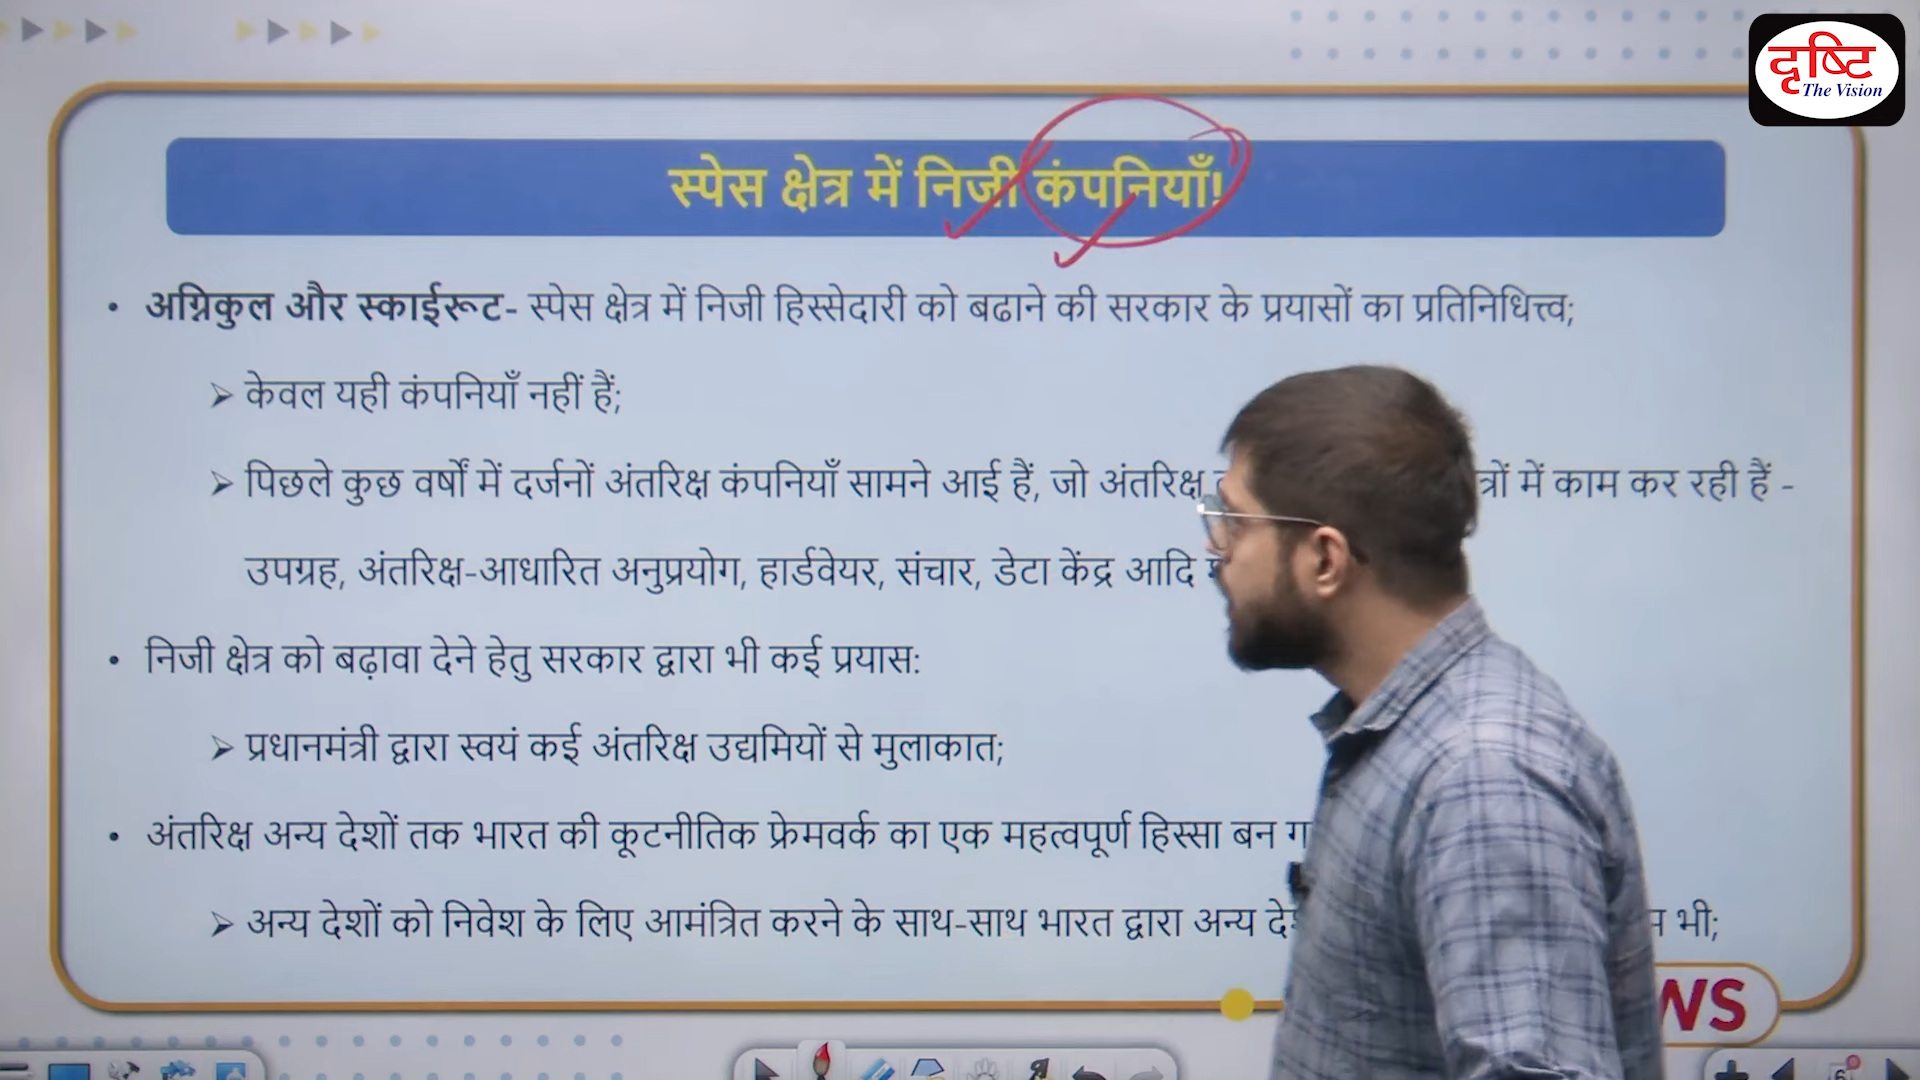 दृष्टि
The Vision
स्पेस क्षेत्र में निजी कंपनियाँ!
• अग्निकुल और स्काईरूट- स्पेस क्षेत्र में निजी हिस्सेदारी को बढाने की सरकार के प्रयासों का प्रतिनिधित्त्व;
➢ केवल यही कंपनियाँ नहीं हैं;
➢ पिछले कुछ वर्षों में दर्जनों अंतरिक्ष कंपनियाँ सामने आई हैं, जो अंतरिक्ष में काम कर रही हैं -
उपग्रह, अंतरिक्ष-आधारित अनुप्रयोग, हार्डवेयर, संचार, डेटा केंद्र आदि
• निजी क्षेत्र को बढ़ावा देने हेतु सरकार द्वारा भी कई प्रयास:
➢ प्रधानमंत्री द्वारा स्वयं कई अंतरिक्ष उद्यमियों से मुलाकात;
• अंतरिक्ष अन्य देशों तक भारत की कूटनीतिक फ्रेमवर्क का एक महत्वपूर्ण हिस्सा बन
➢ अन्य देशों को निवेश के लिए आमंत्रित करने के साथ-साथ भारत द्वारा अन्य भी;